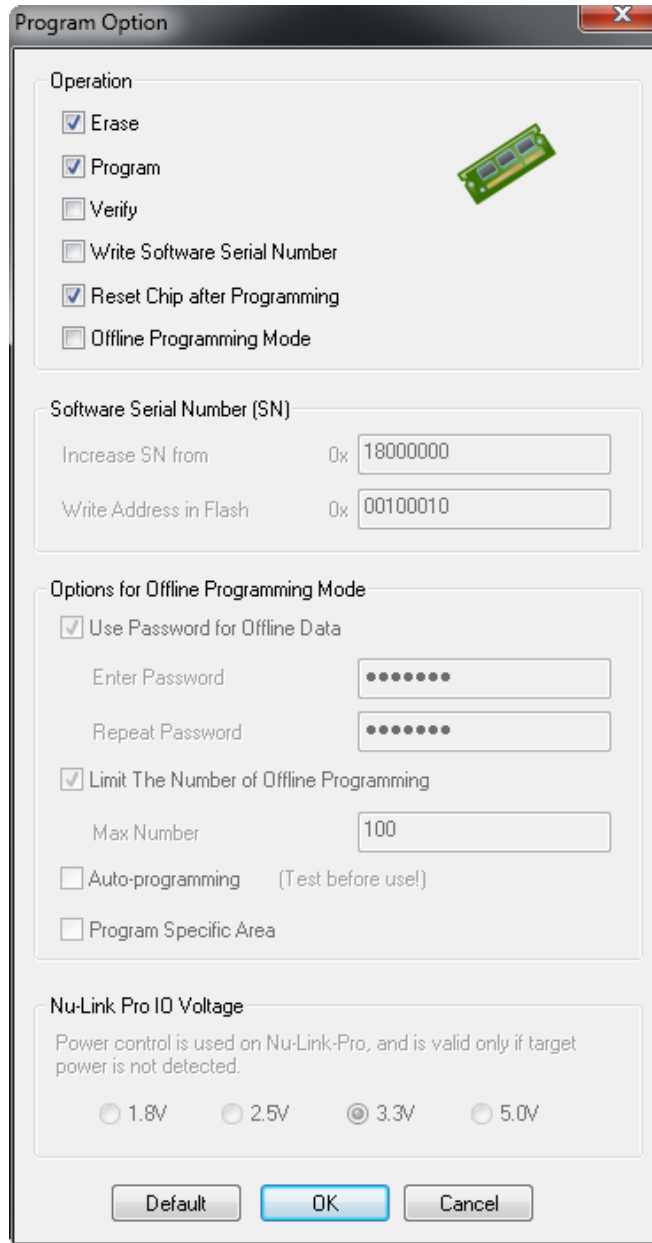 Program Option
Operation
Erase
Program
Verify
Write Software Serial Number
Reset Chip after Programming
Offline Programming Mode
Software Serial Number (SN)
Increase SN from 0x 18000000
Write Address in Flash 0x 00100010
Options for Offline Programming Mode
Use Password for Offline Data
Enter Password •••••••
Repeat Password •••••••
Limit The Number of Offline Programming
Max Number 100
Auto-programming (Test before use!)
Program Specific Area
Nu-Link Pro IO Voltage
Power control is used on Nu-Link-Pro, and is valid only if target
power is not detected.
1.8V 2.5V 3.3V 5.0V
Default OK Cancel